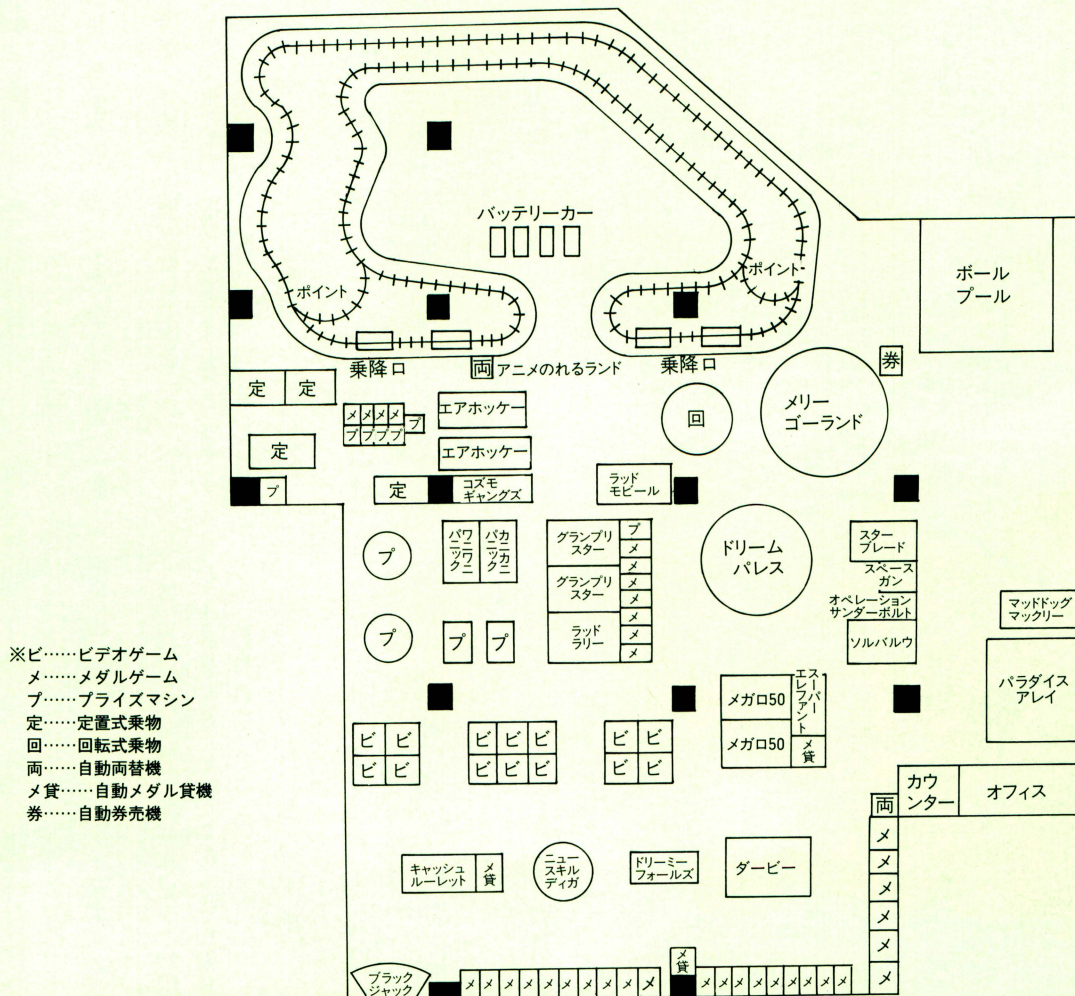 バッテリーカー
ポイント
ポイント
ボール
プール
乗降口
両
アニメのれるランド
乗降口
券
定
定
メ
メ
メ
メ
プ
プ
プ
プ
プ
エアホッケー
回
メリー
ゴーランド
定
エアホッケー
プ
定
コズモ
ギャングズ
ラッド
モビール
プ
ワニワニ
パニック
カニカニ
パニック
グランプリ
スター
プ
メ
メ
グランプリ
スター
メ
メ
メ
ラッド
ラリー
メ
メ
ドリーム
パレス
スター
ブレード
スペース
ガン
オペレーション
サンダーボルト
ソルバルウ
マッドドッグ
マックリー
プ
プ
プ
パラダイス
アレイ
※ビ……ビデオゲーム
メ……メダルゲーム
プ……プライズマシン
定……定置式乗物
回……回転式乗物
両……自動両替機
メ貸……自動メダル貸機
券……自動券売機
メガロ50
スーパー
エレファント
メガロ50
メ
貸
ビ
ビ
ビ
ビ
ビ
ビ
ビ
ビ
ビ
ビ
ビ
ビ
ビ
ビ
両
カウ
ンター
オフィス
キャッシュ
ルーレット
メ
貸
ニュー
スキル
ディガ
ドリーミー
フォールズ
ダービー
メ
メ
メ
メ
メ
メ
ブラック
ジャック
メ
メ
メ
メ
メ
メ
メ
メ
メ
メ
メ
貸
メ
メ
メ
メ
メ
メ
メ
メ
メ